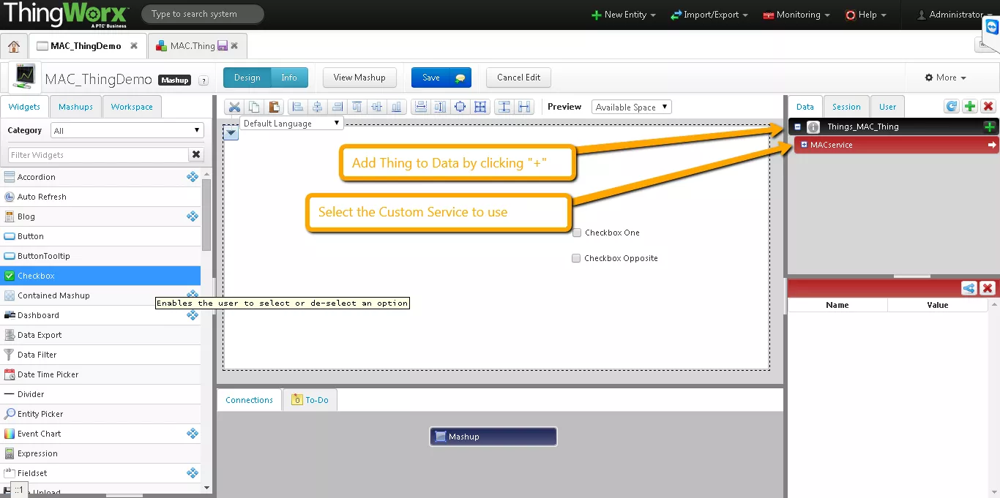 ThingWorx™
A PTC® Business
Type to search system
New Entity
Import/Export
Monitoring
Help
Administrator
MAC_ThingDemo
MAC.Thing
MAC_ThingDemo Mashup ?
Design
Info
View Mashup
Save
Cancel Edit
More
Widgets
Mashups
Workspace
Category
All
Filter Widgets
Accordion
Auto Refresh
Blog
Button
ButtonTooltip
Checkbox
Contained Mashup
Dashboard
Data Export
Data Filter
Date Time Picker
Divider
Entity Picker
Event Chart
Expression
Fieldset
::1
Enables the user to select or de-select an option
Preview
Available Space
Default Language
Add Thing to Data by clicking "+"
Select the Custom Service to use
Checkbox One
Checkbox Opposite
Connections
To-Do
Mashup
Data
Session
User
Things_MAC_Thing
MACservice
Name
Value